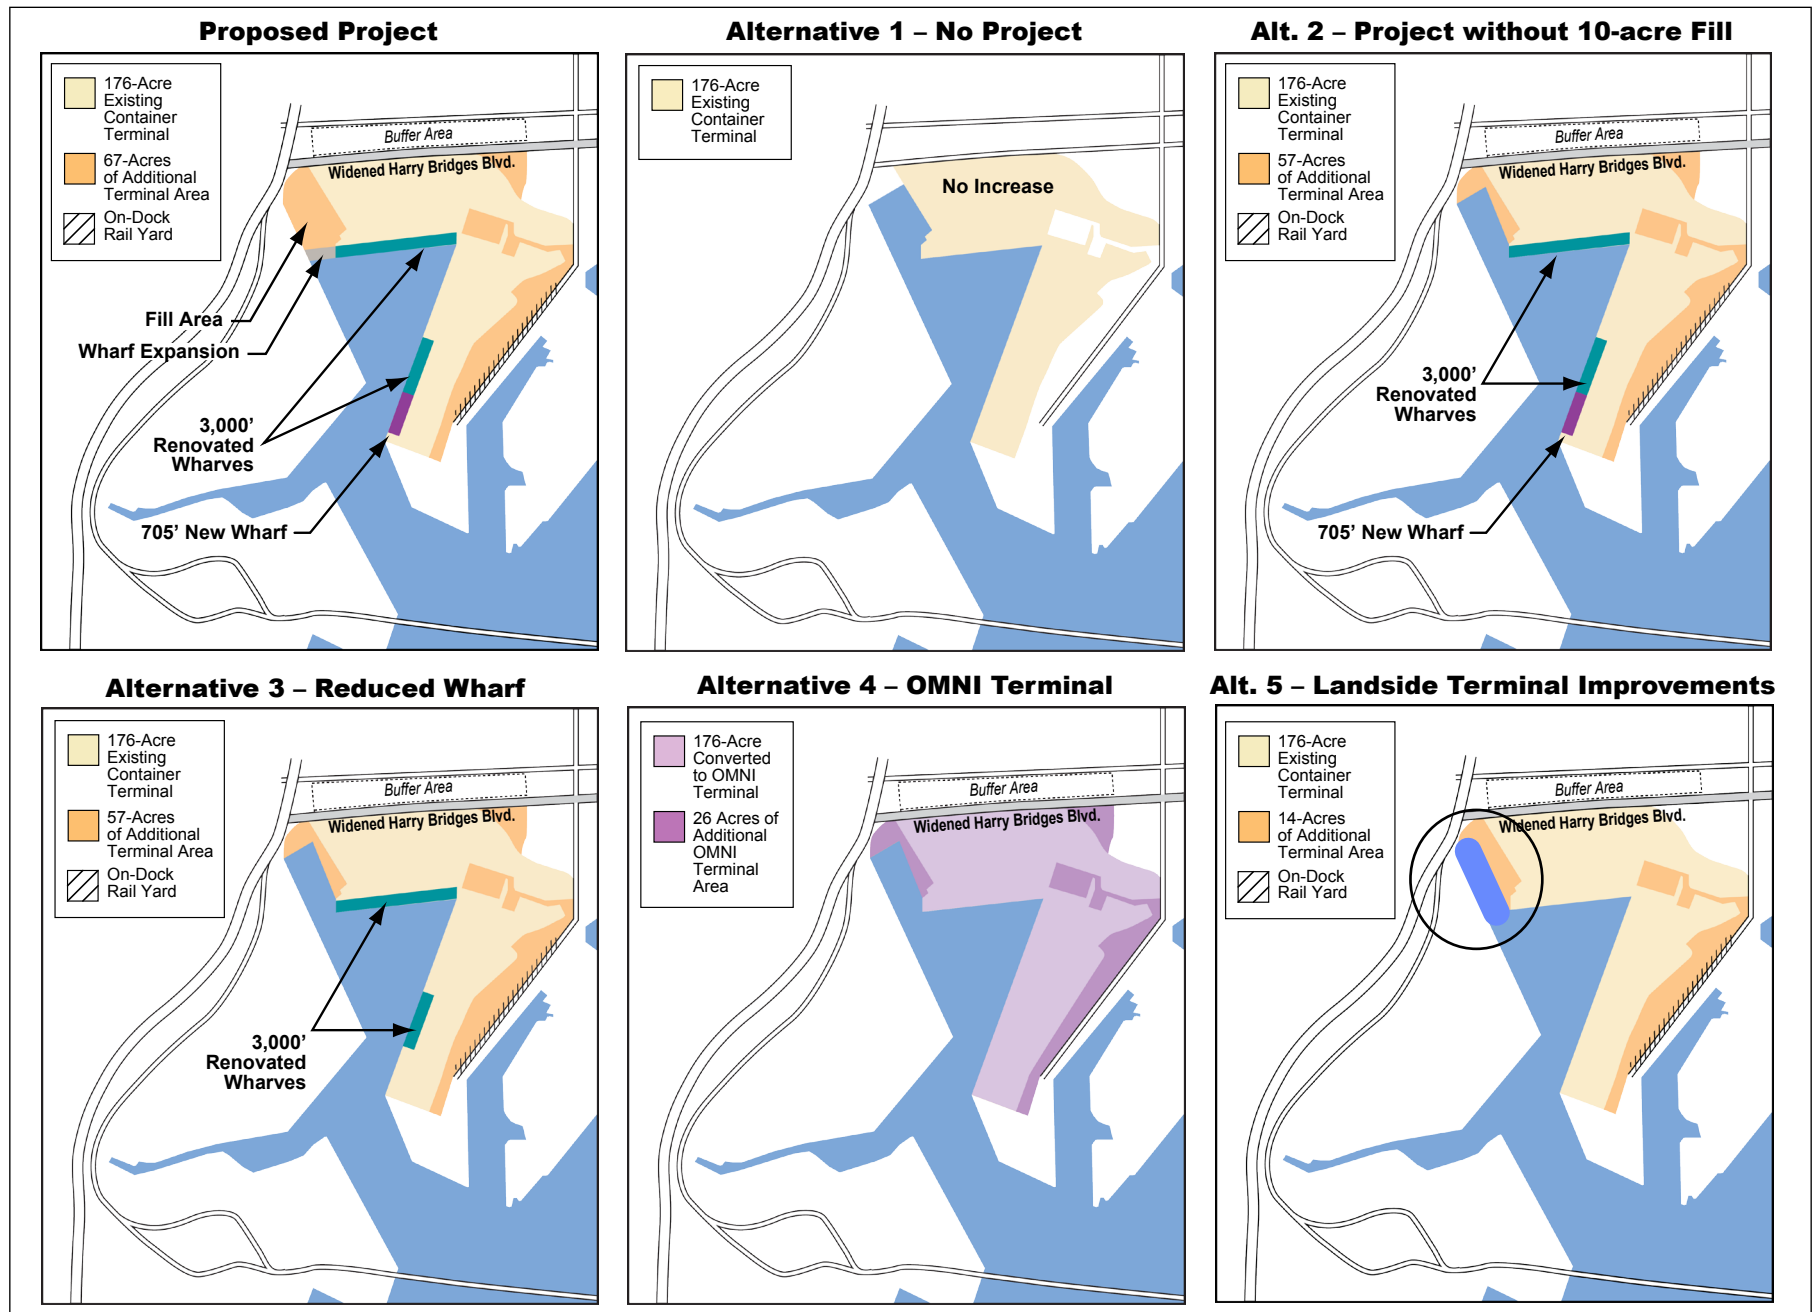 Proposed Project
176-Acre
Existing
Container
Terminal
67-Acres
of Additional
Terminal Area
On-Dock
Rail Yard
Buffer Area
Widened Harry Bridges Blvd.
Fill Area
Wharf Expansion
3,000’
Renovated
Wharves
705’ New Wharf
Alternative 1 – No Project
176-Acre
Existing
Container
Terminal
No Increase
Alt. 2 – Project without 10-acre Fill
176-Acre
Existing
Container
Terminal
57-Acres
of Additional
Terminal Area
On-Dock
Rail Yard
Buffer Area
Widened Harry Bridges Blvd.
3,000’
Renovated
Wharves
705’ New Wharf
Alternative 3 – Reduced Wharf
176-Acre
Existing
Container
Terminal
57-Acres
of Additional
Terminal Area
On-Dock
Rail Yard
Buffer Area
Widened Harry Bridges Blvd.
3,000’
Renovated
Wharves
Alternative 4 – OMNI Terminal
176-Acre
Converted
to OMNI
Terminal
26 Acres of
Additional
OMNI
Terminal
Area
Buffer Area
Widened Harry Bridges Blvd.
Alt. 5 – Landside Terminal Improvements
176-Acre
Existing
Container
Terminal
14-Acres
of Additional
Terminal Area
On-Dock
Rail Yard
Buffer Area
Widened Harry Bridges Blvd.